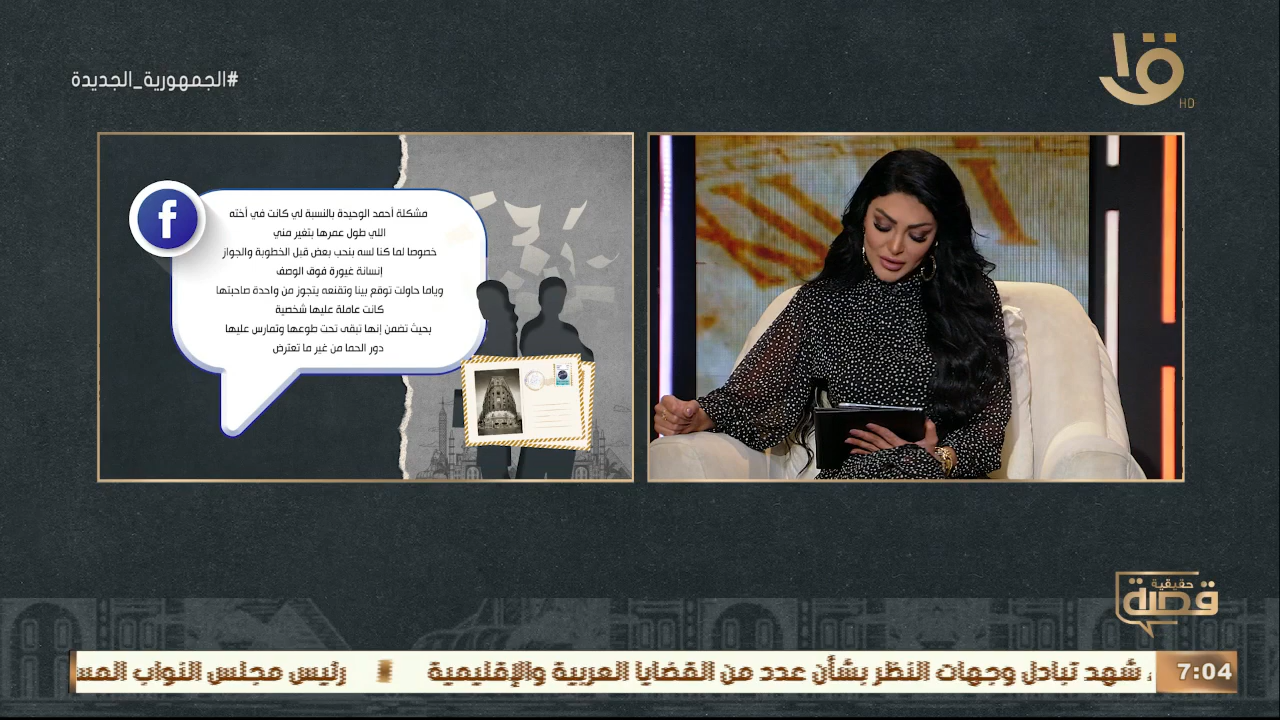 #الجمهورية_الجديدة
HD
مشكلة أحمد الوحيدة بالنسبة لي كانت في أخته
اللي طول عمرها بتغير مني
خصوصا لما كنا لسه بنحب بعض قبل الخطوبة والجواز
إنسانة غيورة فوق الوصف
وياما حاولت توقع بينا وتقنعه يتجوز من واحدة صاحبتها
كانت عاملة عليها شخصية
بحيث تضمن إنها تبقى تحت طوعها وتمارس عليها
دور الحما من غير ما تعترض
قصة حقيقية
شهد تبادل وجهات النظر بشأن عدد من القضايا العربية والإقليمية
رئيس مجلس النواب
7:04